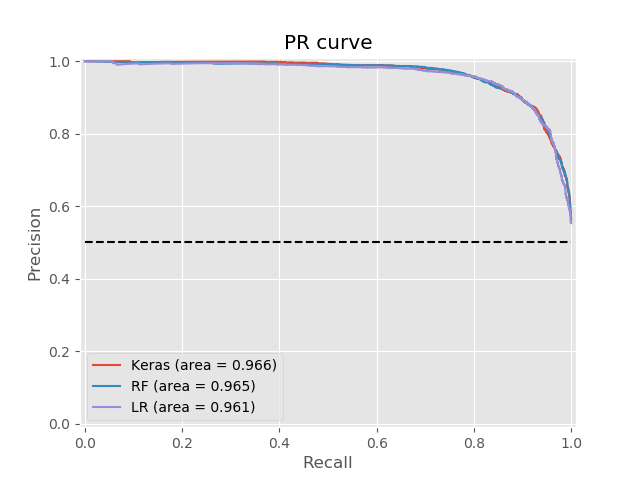 PR curve
1.0
0.8
0.6
0.4
0.2
0.0
Precision
Keras (area = 0.966)
RF (area = 0.965)
LR (area = 0.961)
0.0 0.2 0.4 0.6 0.8 1.0
Recall